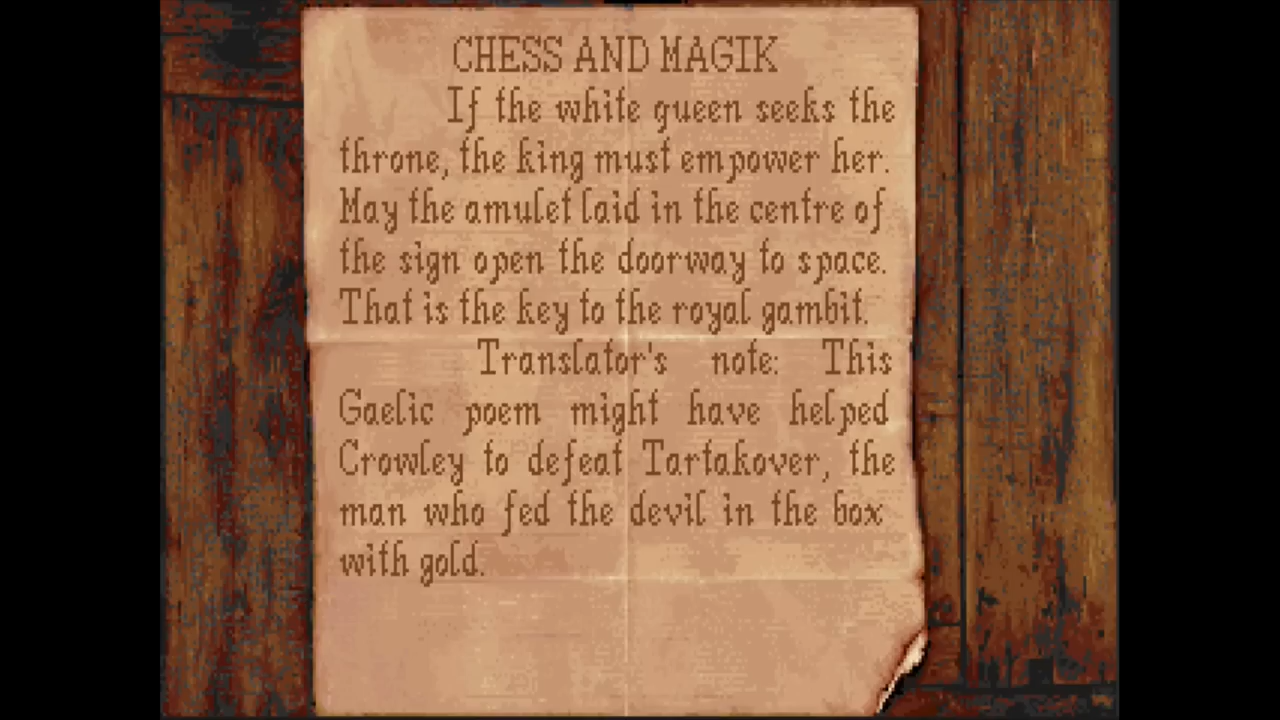 CHESS AND MAGIK
If the white queen seeks the
throne, the king must empower her.
May the amulet laid in the centre of
the sign open the doorway to space.
That is the key to the royal gambit.
Translator's note: This
Gaelic poem might have helped
Crowley to defeat Tartakover, the
man who fed the devil in the box
with gold.